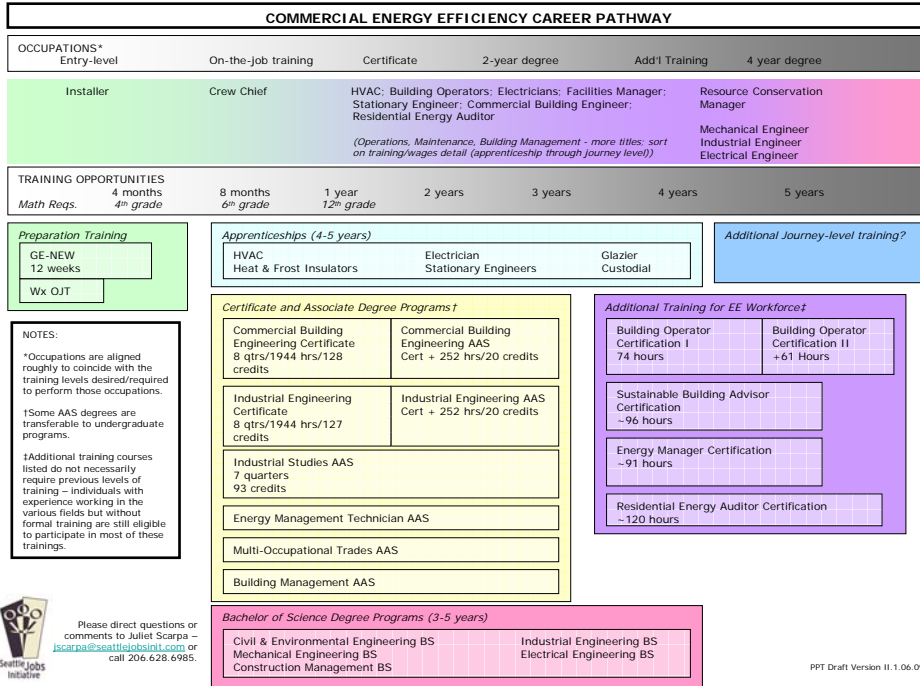 COMMERCIAL ENERGY EFFICIENCY CAREER PATHWAY
OCCUPATIONS*
Entry-level On-the-job training Certificate 2-year degree Add'l Training 4 year degree
Installer
Crew Chief
HVAC; Building Operators; Electricians; Facilities Manager;
Stationary Engineer; Commercial Building Engineer;
Residential Energy Auditor
(Operations, Maintenance, Building Management - more titles: sort
on training/wages detail (apprenticeship through journey level))
Resource Conservation
Manager
Mechanical Engineer
Industrial Engineer
Electrical Engineer
TRAINING OPPORTUNITIES
4 months 8 months 1 year 2 years 3 years 4 years 5 years
Math Reqs. 4th grade 6th grade 12th grade
Preparation Training
GE-NEW
12 weeks
Wx OJT
Apprenticeships (4-5 years)
HVAC Electrician Glazier
Heat & Frost Insulators Stationary Engineers Custodial
Additional Journey-level training?
NOTES:
*Occupations are aligned
roughly to coincide with the
training levels desired/required
to perform those occupations.
†Some AAS degrees are
transferable to undergraduate
programs.
‡Additional training courses
listed do not necessarily
require previous levels of
training – individuals with
experience working in the
various fields but without
formal training are still eligible
to participate in most of these
trainings.
Certificate and Associate Degree Programs†
Commercial Building
Engineering Certificate
8 qtrs/1944 hrs/128
credits
Commercial Building
Engineering AAS
Cert + 252 hrs/20 credits
Industrial Engineering
Certificate
8 qtrs/1944 hrs/127
credits
Industrial Engineering AAS
Cert + 252 hrs/20 credits
Industrial Studies AAS
7 quarters
93 credits
Energy Management Technician AAS
Multi-Occupational Trades AAS
Building Management AAS
Additional Training for EE Workforce‡
Building Operator
Certification I
74 hours
Building Operator
Certification II
+61 Hours
Sustainable Building Advisor
Certification
~96 hours
Energy Manager Certification
~91 hours
Residential Energy Auditor Certification
~120 hours
Bachelor of Science Degree Programs (3-5 years)
Civil & Environmental Engineering BS Industrial Engineering BS
Mechanical Engineering BS Electrical Engineering BS
Construction Management BS
Seattle Jobs
Initiative
Please direct questions or
comments to Juliet Scarpa –
jscarpa@seattlejobsinit.com or
call 206.628.6985.
PPT Draft Version II.1.06.09